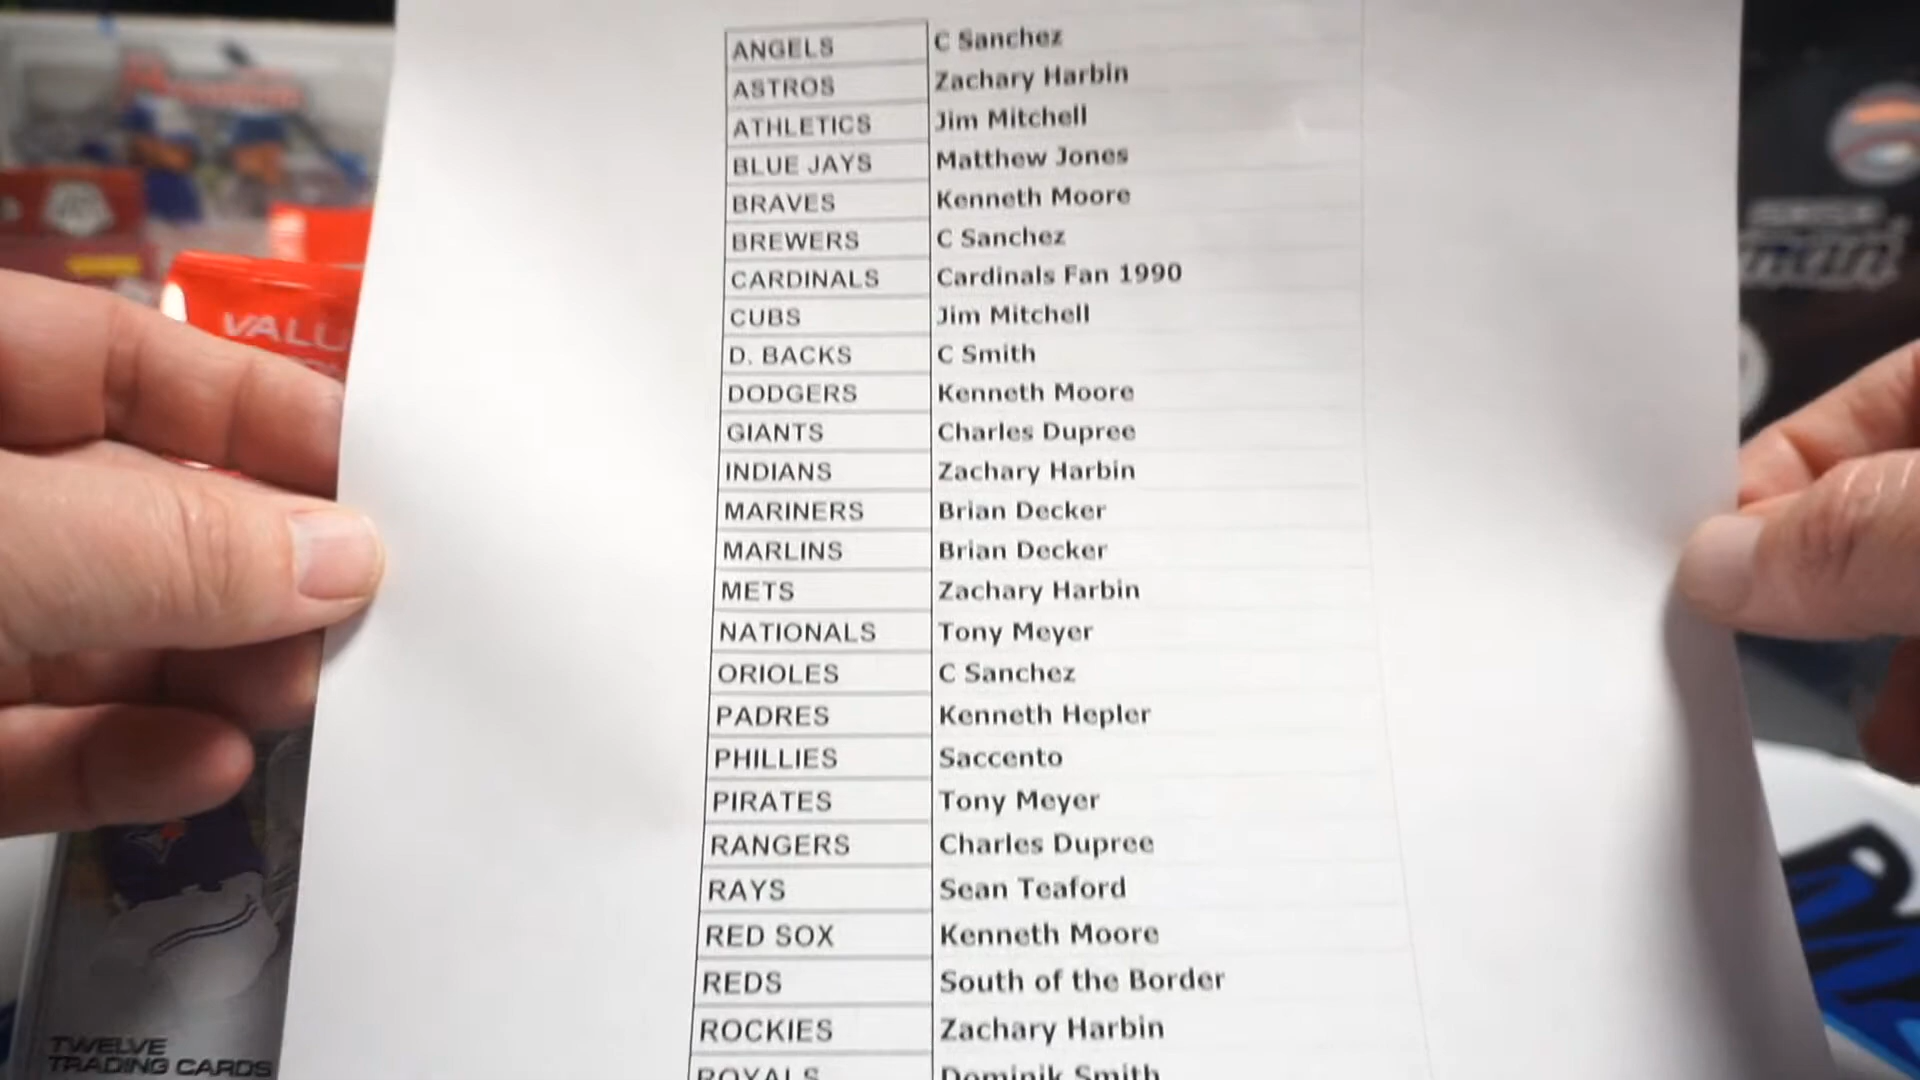 ANGELS C Sanchez
ASTROS Zachary Harbin
ATHLETICS Jim Mitchell
BLUE JAYS Matthew Jones
BRAVES Kenneth Moore
BREWERS C Sanchez
CARDINALS Cardinals Fan 1990
CUBS Jim Mitchell
D. BACKS C Smith
DODGERS Kenneth Moore
GIANTS Charles Dupree
INDIANS Zachary Harbin
MARINERS Brian Decker
MARLINS Brian Decker
METS Zachary Harbin
NATIONALS Tony Meyer
ORIOLES C Sanchez
PADRES Kenneth Hepler
PHILLIES Saccento
PIRATES Tony Meyer
RANGERS Charles Dupree
RAYS Sean Teaford
RED SOX Kenneth Moore
REDS South of the Border
ROCKIES Zachary Harbin
ROYALS Dominik Smith
VALU
TWELVE
TRADING CARDS